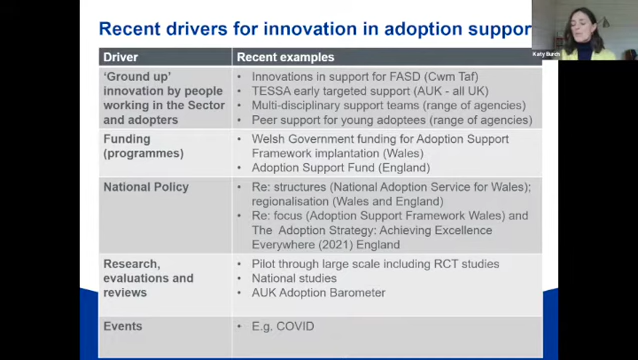 Recent drivers for innovation in adoption support
Katy Burch
Driver
Recent examples
'Ground up'
innovation by people
working in the Sector
and adopters
• Innovations in support for FASD (Cwm Taf)
• TESSA early targeted support (AUK - all UK)
• Multi-disciplinary support teams (range of agencies)
• Peer support for young adoptees (range of agencies)
Funding
(programmes)
• Welsh Government funding for Adoption Support
Framework implantation (Wales)
• Adoption Support Fund (England)
National Policy
• Re: structures (National Adoption Service for Wales);
regionalisation (Wales and England)
• Re: focus (Adoption Support Framework Wales) and
The Adoption Strategy: Achieving Excellence
Everywhere (2021) England
Research,
evaluations and
reviews
• Pilot through large scale including RCT studies
• National studies
• AUK Adoption Barometer
Events
• E.g. COVID